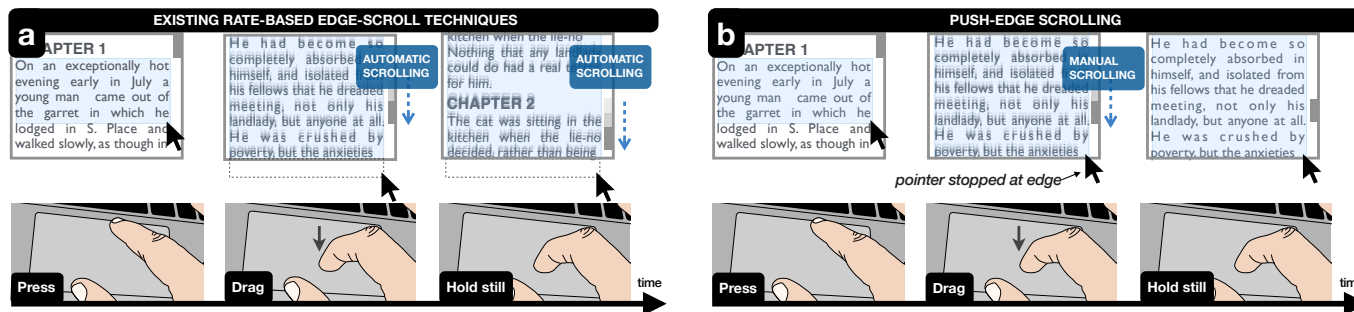 EXISTING RATE-BASED EDGE-SCROLL TECHNIQUES
a
APTER 1
On an exceptionally hot
evening early in July a
young man came out of
the garret in which he
lodged in S. Place and
walked slowly, as though in
He had become so
completely absorbed
himself, and isolated
his fellows that he dreaded
meeting, not only his
landlady, but anyone at all.
He was crushed by
poverty, but the anxieties
AUTOMATIC
SCROLLING
kitchen when the lie-no
Nothing that any landlady
could do had a real t
for him.
CHAPTER 2
The cat was sitting in the
kitchen when the lie-no
decided, rather than being
AUTOMATIC
SCROLLING
Press
Drag
Hold still
time
PUSH-EDGE SCROLLING
b
APTER 1
On an exceptionally hot
evening early in July a
young man came out of
the garret in which he
lodged in S. Place and
walked slowly, as though in
He had become so
completely absorbed
himself, and isolated
his fellows that he dreaded
meeting, not only his
landlady, but anyone at all.
He was crushed by
poverty, but the anxieties
MANUAL
SCROLLING
pointer stopped at edge
He had become so
completely absorbed in
himself, and isolated from
his fellows that he dreaded
meeting, not only his
landlady, but anyone at all.
He was crushed by
poverty, but the anxieties
Press
Drag
Hold still
time